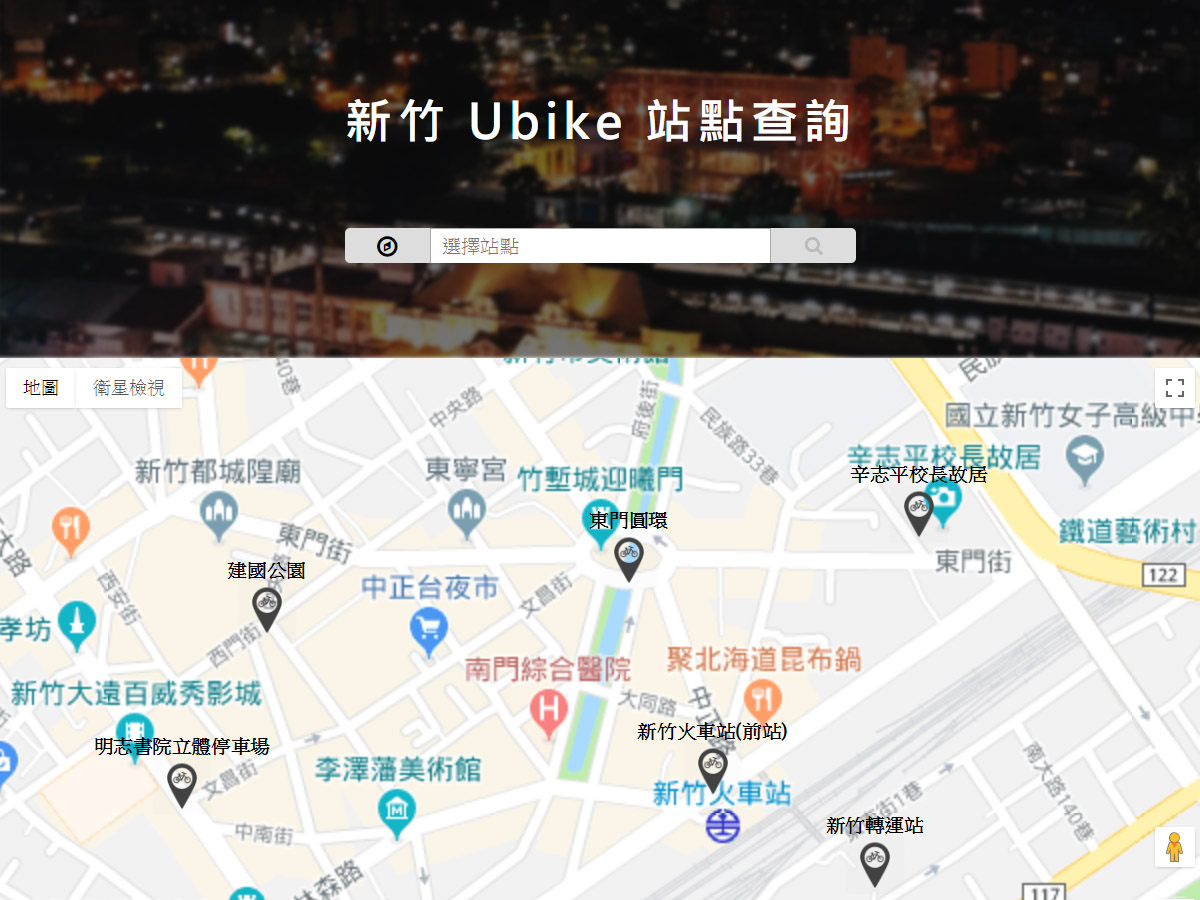 新竹 Ubike 站點查詢
選擇站點
地圖
衛星檢視
中央路
府後街
民族路33巷
國立新竹女子高級中
辛志平校長故居
辛志平校長故居
新竹都城隍廟
東寧宮
竹塹城迎曦門
東門圓環
東門街
東門街
鐵道藝術村
122
建國公園
中正台夜市
文昌街
西安街
西門街
孝坊
南門綜合醫院
聚北海道昆布鍋
新竹大遠百威秀影城
大同路
中正路
新竹火車站(前站)
明志書院立體停車場
文昌街
李澤藩美術館
新竹火車站
南大路140巷
新竹轉運站
中南街
林森路
117